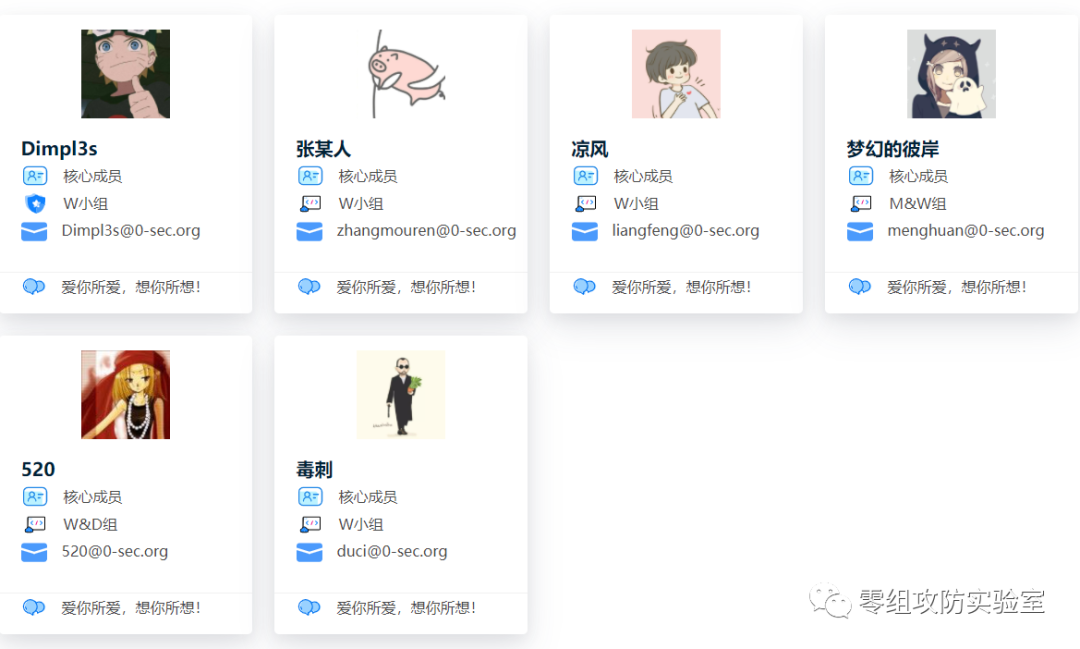 Dimpl3s
核心成员
W小组
Dimpl3s@0-sec.org
爱你所爱，想你所想！
张某人
核心成员
W小组
zhangmouren@0-sec.org
爱你所爱，想你所想！
凉风
核心成员
W小组
liangfeng@0-sec.org
爱你所爱，想你所想！
梦幻的彼岸
核心成员
M&W组
menghuan@0-sec.org
爱你所爱，想你所想！
520
核心成员
W&D组
520@0-sec.org
爱你所爱，想你所想！
毒刺
核心成员
W小组
duci@0-sec.org
爱你所爱，想你所想！
零组攻防实验室